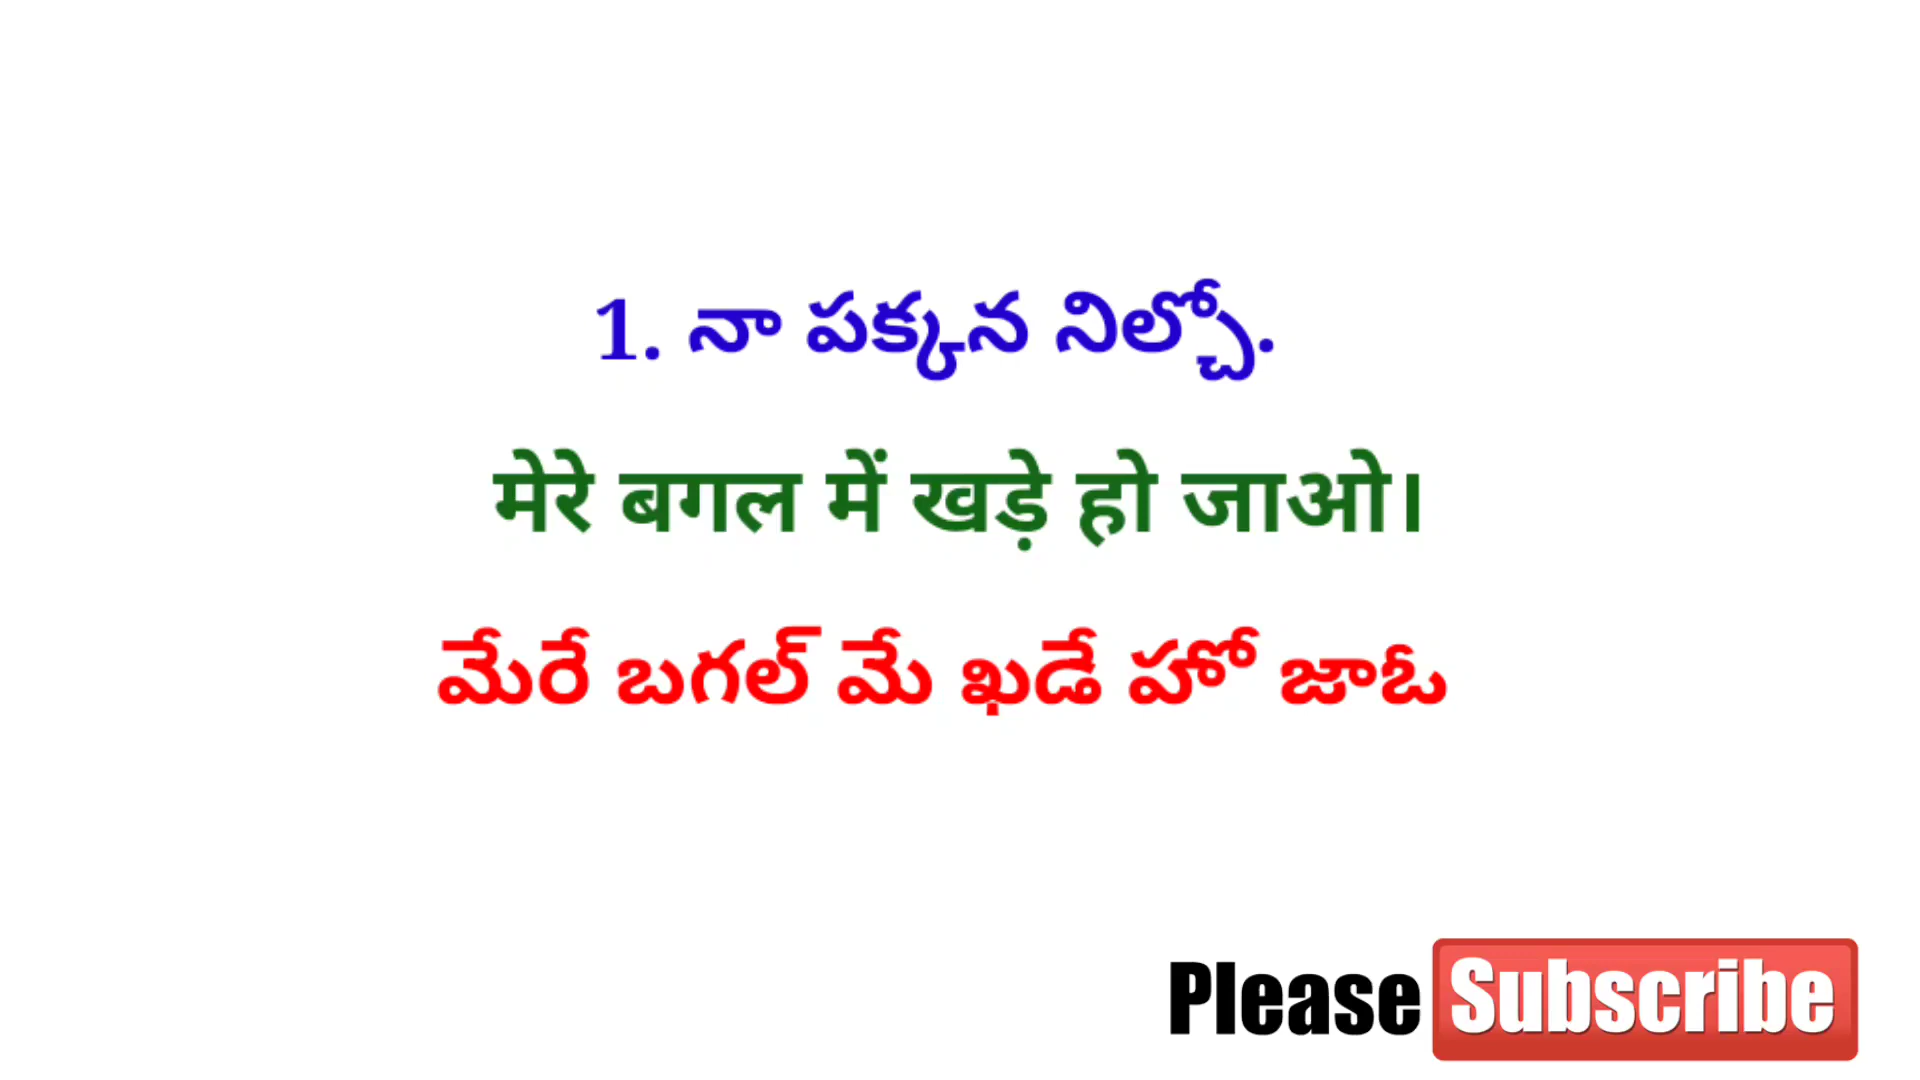 1. నా పక్కన నిల్చో.
मेरे बगल में खड़े हो जाओ।
మేరే బగల్ మే ఖడే హో జాఓ
Please Subscribe